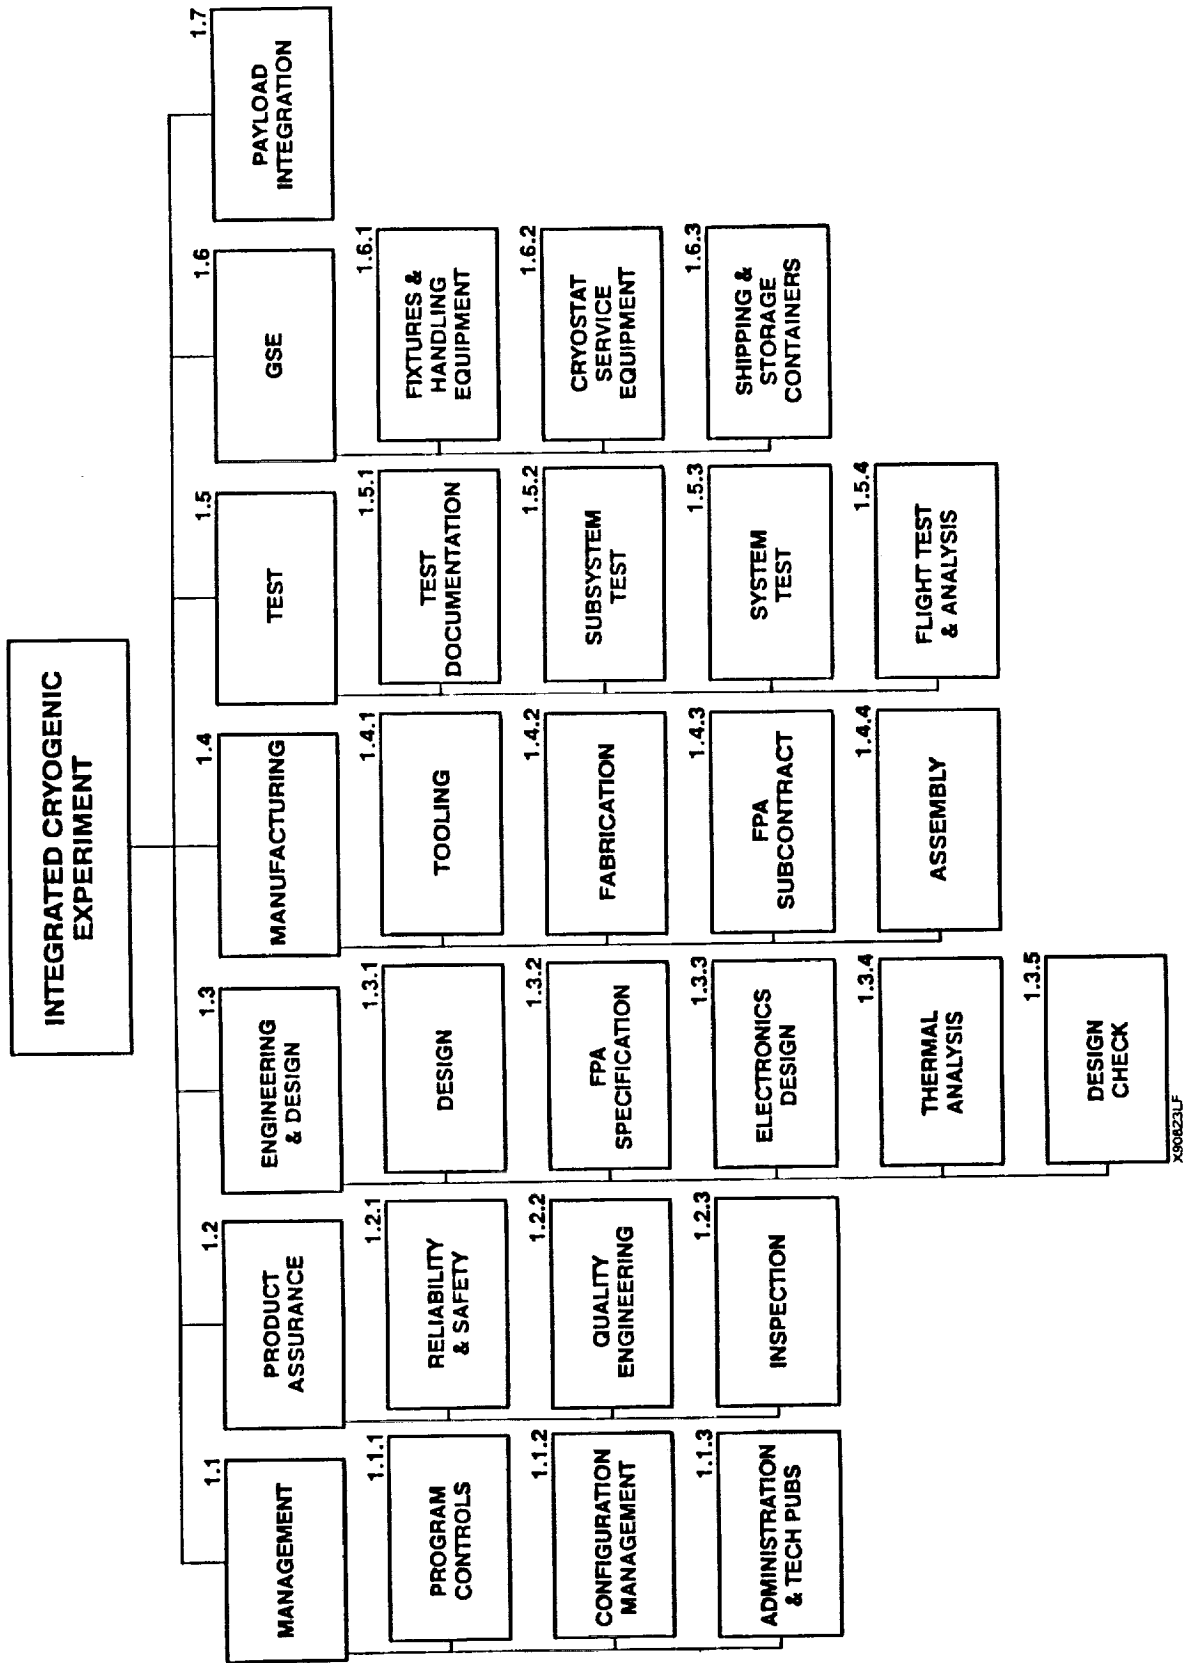 INTEGRATED CRYOGENIC
EXPERIMENT
1.1
MANAGEMENT
1.1.1
PROGRAM
CONTROLS
1.1.2
CONFIGURATION
MANAGEMENT
1.1.3
ADMINISTRATION
& TECH PUBS
1.2
PRODUCT
ASSURANCE
1.2.1
RELIABILITY
& SAFETY
1.2.2
QUALITY
ENGINEERING
1.2.3
INSPECTION
1.3
ENGINEERING
& DESIGN
1.3.1
DESIGN
1.3.2
FPA
SPECIFICATION
1.3.3
ELECTRONICS
DESIGN
1.3.4
THERMAL
ANALYSIS
1.3.5
DESIGN
CHECK
1.4
MANUFACTURING
1.4.1
TOOLING
1.4.2
FABRICATION
1.4.3
FPA
SUBCONTRACT
1.4.4
ASSEMBLY
1.5
TEST
1.5.1
TEST
DOCUMENTATION
1.5.2
SUBSYSTEM
TEST
1.5.3
SYSTEM
TEST
1.5.4
FLIGHT TEST
& ANALYSIS
1.6
GSE
1.6.1
FIXTURES &
HANDLING
EQUIPMENT
1.6.2
CRYOSTAT
SERVICE
EQUIPMENT
1.6.3
SHIPPING &
STORAGE
CONTAINERS
1.7
PAYLOAD
INTEGRATION
X90823LF